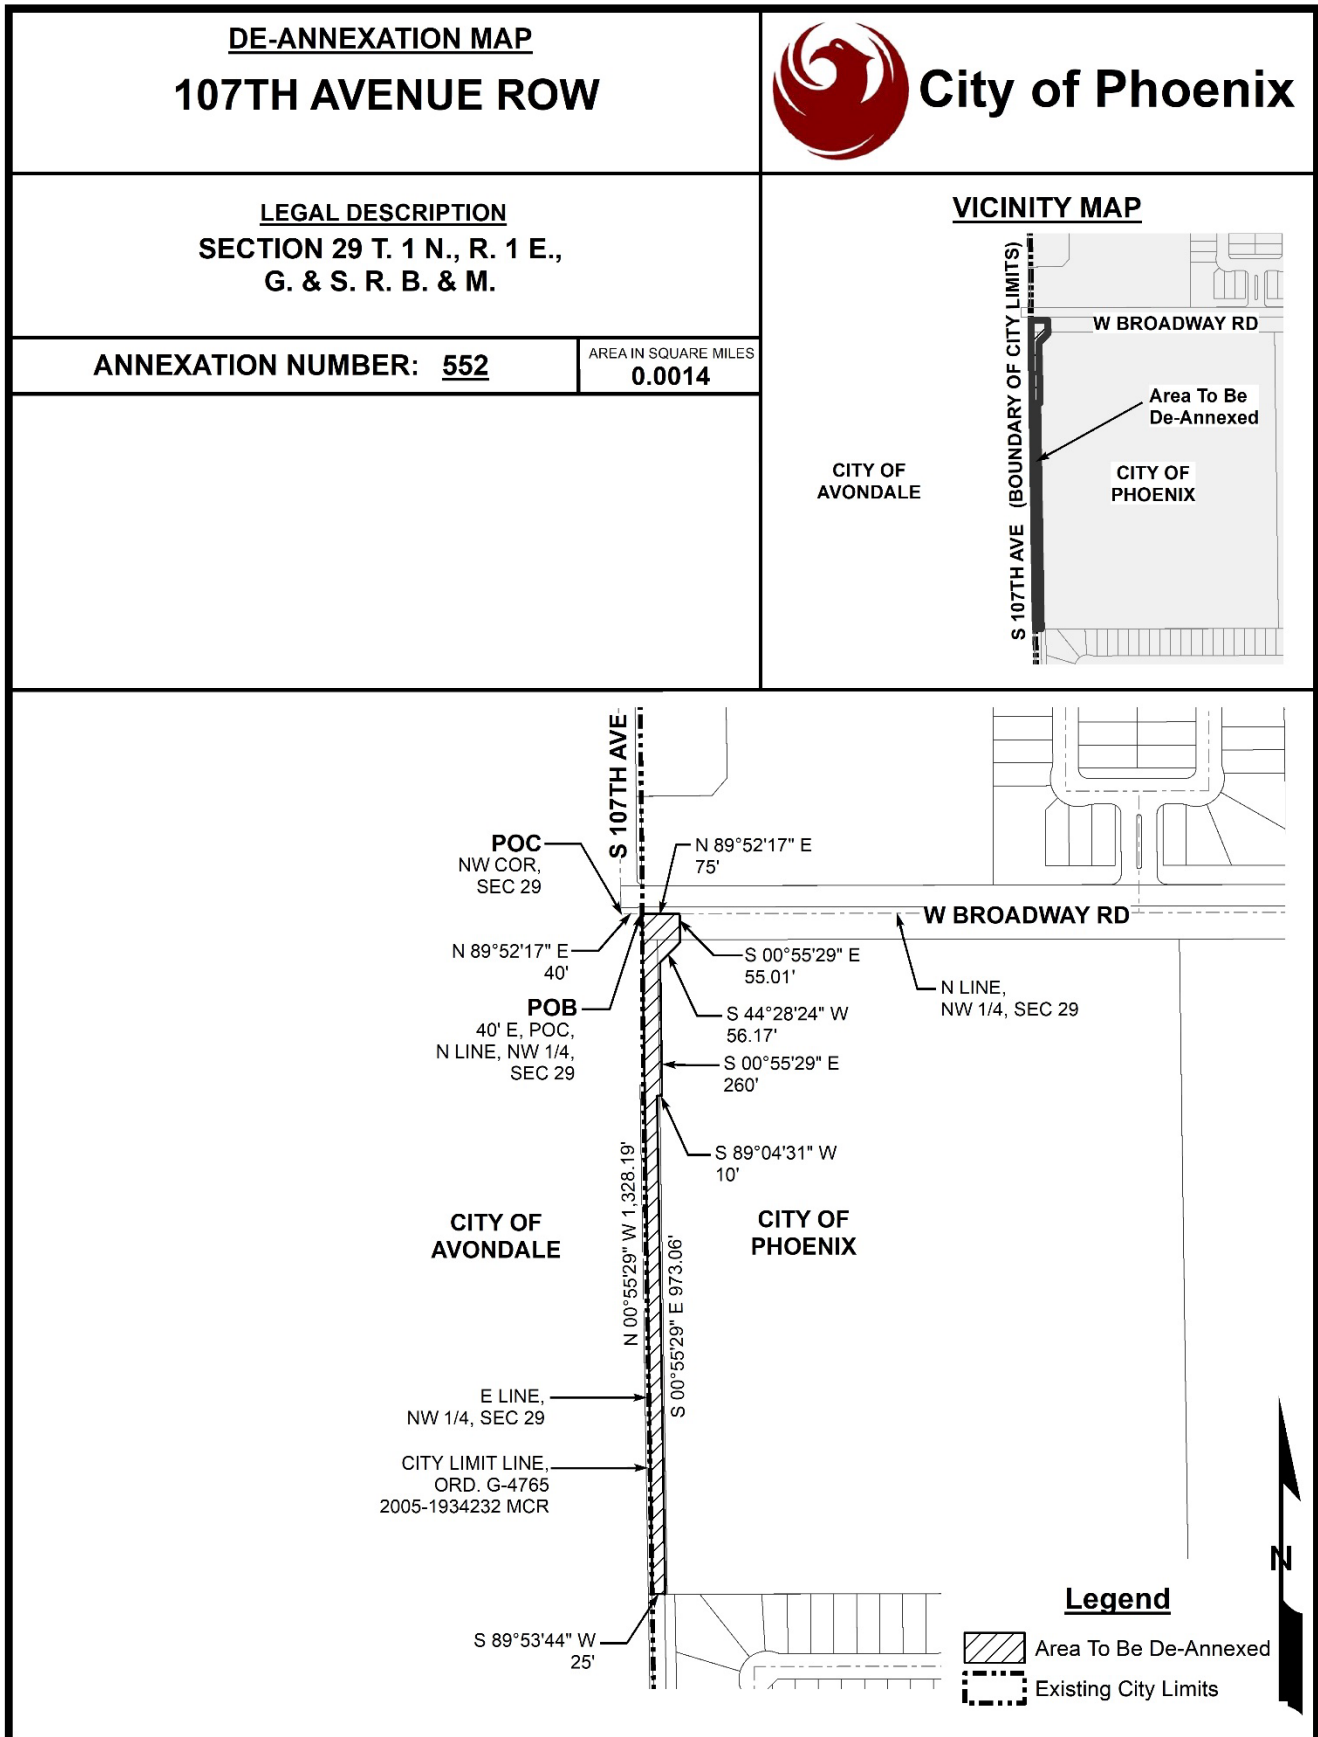 DE-ANNEXATION MAP
107TH AVENUE ROW
City of Phoenix
LEGAL DESCRIPTION
SECTION 29 T. 1 N., R. 1 E.,
G. & S. R. B. & M.
ANNEXATION NUMBER: 552
AREA IN SQUARE MILES
0.0014
VICINITY MAP
S 107TH AVE (BOUNDARY OF CITY LIMITS)
W BROADWAY RD
Area To Be
De-Annexed
CITY OF
AVONDALE
CITY OF
PHOENIX
S 107TH AVE
POC
NW COR,
SEC 29
N 89°52'17" E
75'
W BROADWAY RD
N 89°52'17" E
40'
S 00°55'29" E
55.01'
N LINE,
NW 1/4, SEC 29
POB
40' E, POC,
N LINE, NW 1/4,
SEC 29
S 44°28'24" W
56.17'
S 00°55'29" E
260'
S 89°04'31" W
10'
N 00°55'29" W 1,328.19'
S 00°55'29" E 973.06'
CITY OF
AVONDALE
CITY OF
PHOENIX
E LINE,
NW 1/4, SEC 29
CITY LIMIT LINE,
ORD. G-4765
2005-1934232 MCR
S 89°53'44" W
25'
N
Legend
Area To Be De-Annexed
Existing City Limits